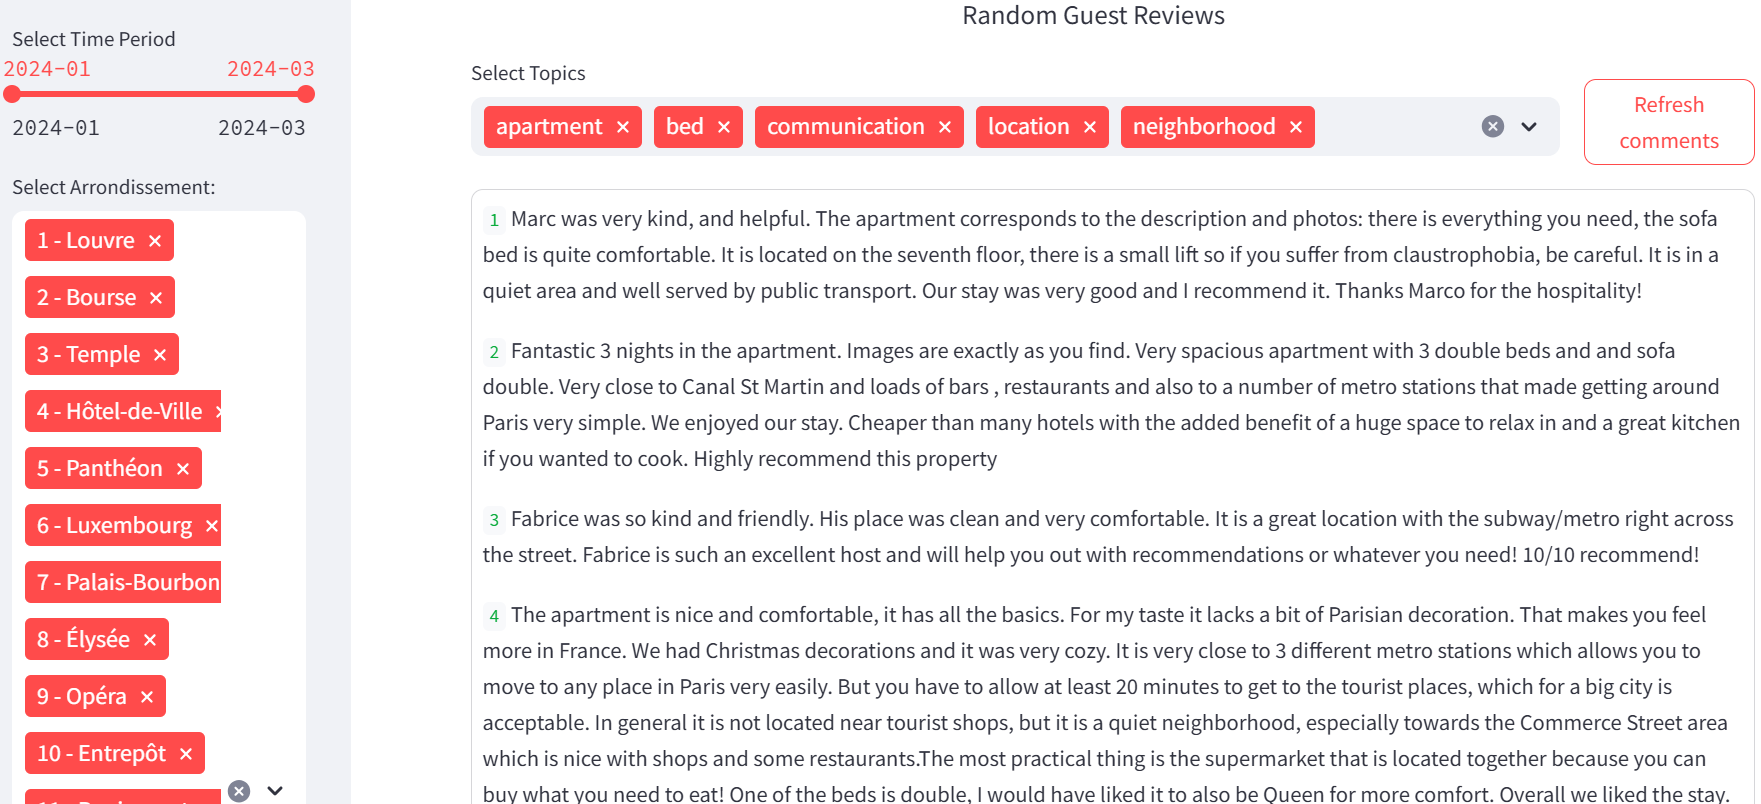 Select Time Period
2024-01 2024-03
2024-01 2024-03
Select Arrondissement:
1 - Louvre ×
2 - Bourse ×
3 - Temple ×
4 - Hôtel-de-Ville ×
5 - Panthéon ×
6 - Luxembourg ×
7 - Palais-Bourbon
8 - Élysée ×
9 - Opéra ×
10 - Entrepôt ×
Random Guest Reviews
Select Topics
apartment × bed × communication × location × neighborhood ×
Refresh
comments
1 Marc was very kind, and helpful. The apartment corresponds to the description and photos: there is everything you need, the sofa
bed is quite comfortable. It is located on the seventh floor, there is a small lift so if you suffer from claustrophobia, be careful. It is in a
quiet area and well served by public transport. Our stay was very good and I recommend it. Thanks Marco for the hospitality!
2 Fantastic 3 nights in the apartment. Images are exactly as you find. Very spacious apartment with 3 double beds and and sofa
double. Very close to Canal St Martin and loads of bars , restaurants and also to a number of metro stations that made getting around
Paris very simple. We enjoyed our stay. Cheaper than many hotels with the added benefit of a huge space to relax in and a great kitchen
if you wanted to cook. Highly recommend this property
3 Fabrice was so kind and friendly. His place was clean and very comfortable. It is a great location with the subway/metro right across
the street. Fabrice is such an excellent host and will help you out with recommendations or whatever you need! 10/10 recommend!
4 The apartment is nice and comfortable, it has all the basics. For my taste it lacks a bit of Parisian decoration. That makes you feel
more in France. We had Christmas decorations and it was very cozy. It is very close to 3 different metro stations which allows you to
move to any place in Paris very easily. But you have to allow at least 20 minutes to get to the tourist places, which for a big city is
acceptable. In general it is not located near tourist shops, but it is a quiet neighborhood, especially towards the Commerce Street area
which is nice with shops and some restaurants.The most practical thing is the supermarket that is located together because you can
buy what you need to eat! One of the beds is double, I would have liked it to also be Queen for more comfort. Overall we liked the stay.